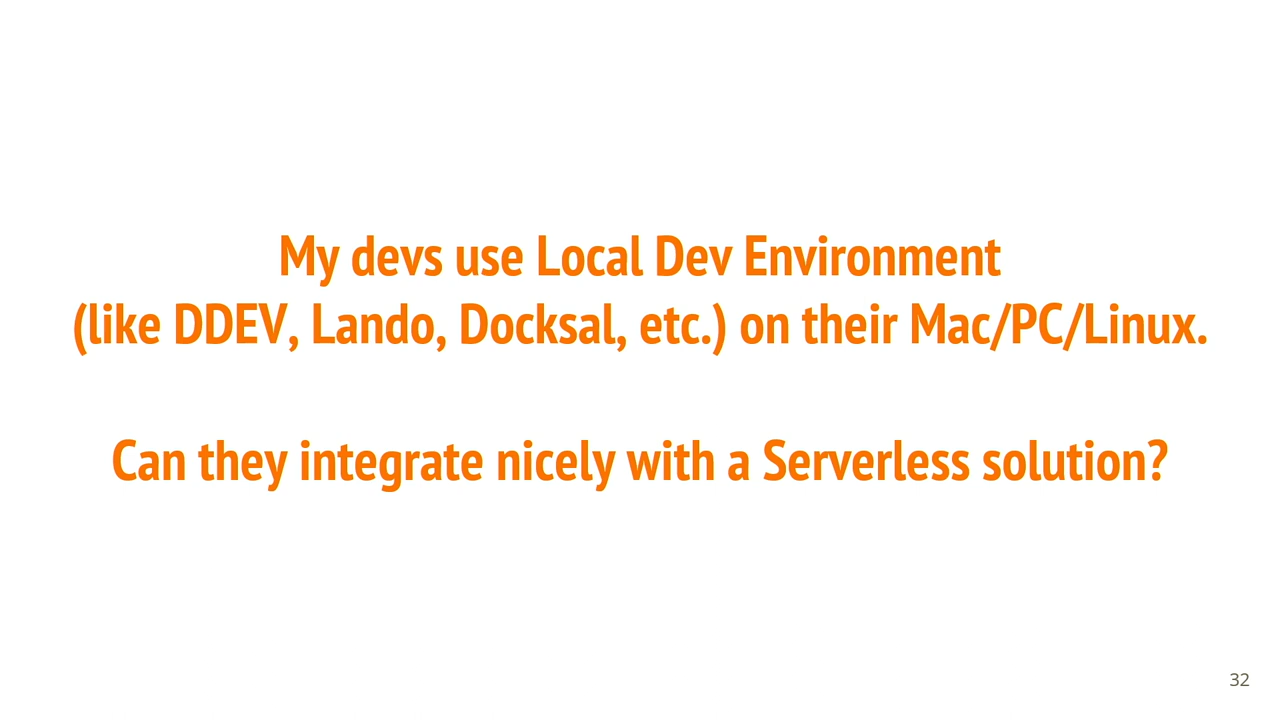 My devs use Local Dev Environment
(like DDEV, Lando, Docksal, etc.) on their Mac/PC/Linux.
Can they integrate nicely with a Serverless solution?
32